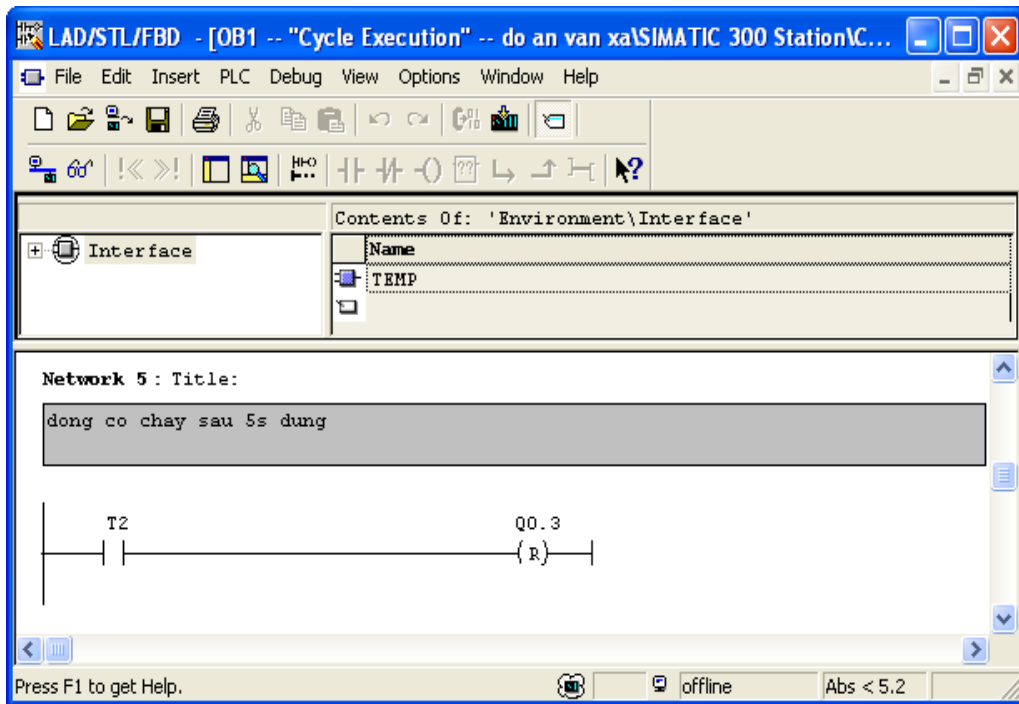 LAD/STL/FBD - [OB1 -- "Cycle Execution" -- do an van xa\SIMATIC 300 Station\C...
File Edit Insert PLC Debug View Options Window Help
Contents Of: 'Environment\Interface'
Interface
Name
TEMP
Network 5 : Title:
dong co chay sau 5s dung
T2 Q0.3
R
Press F1 to get Help. offline Abs < 5.2